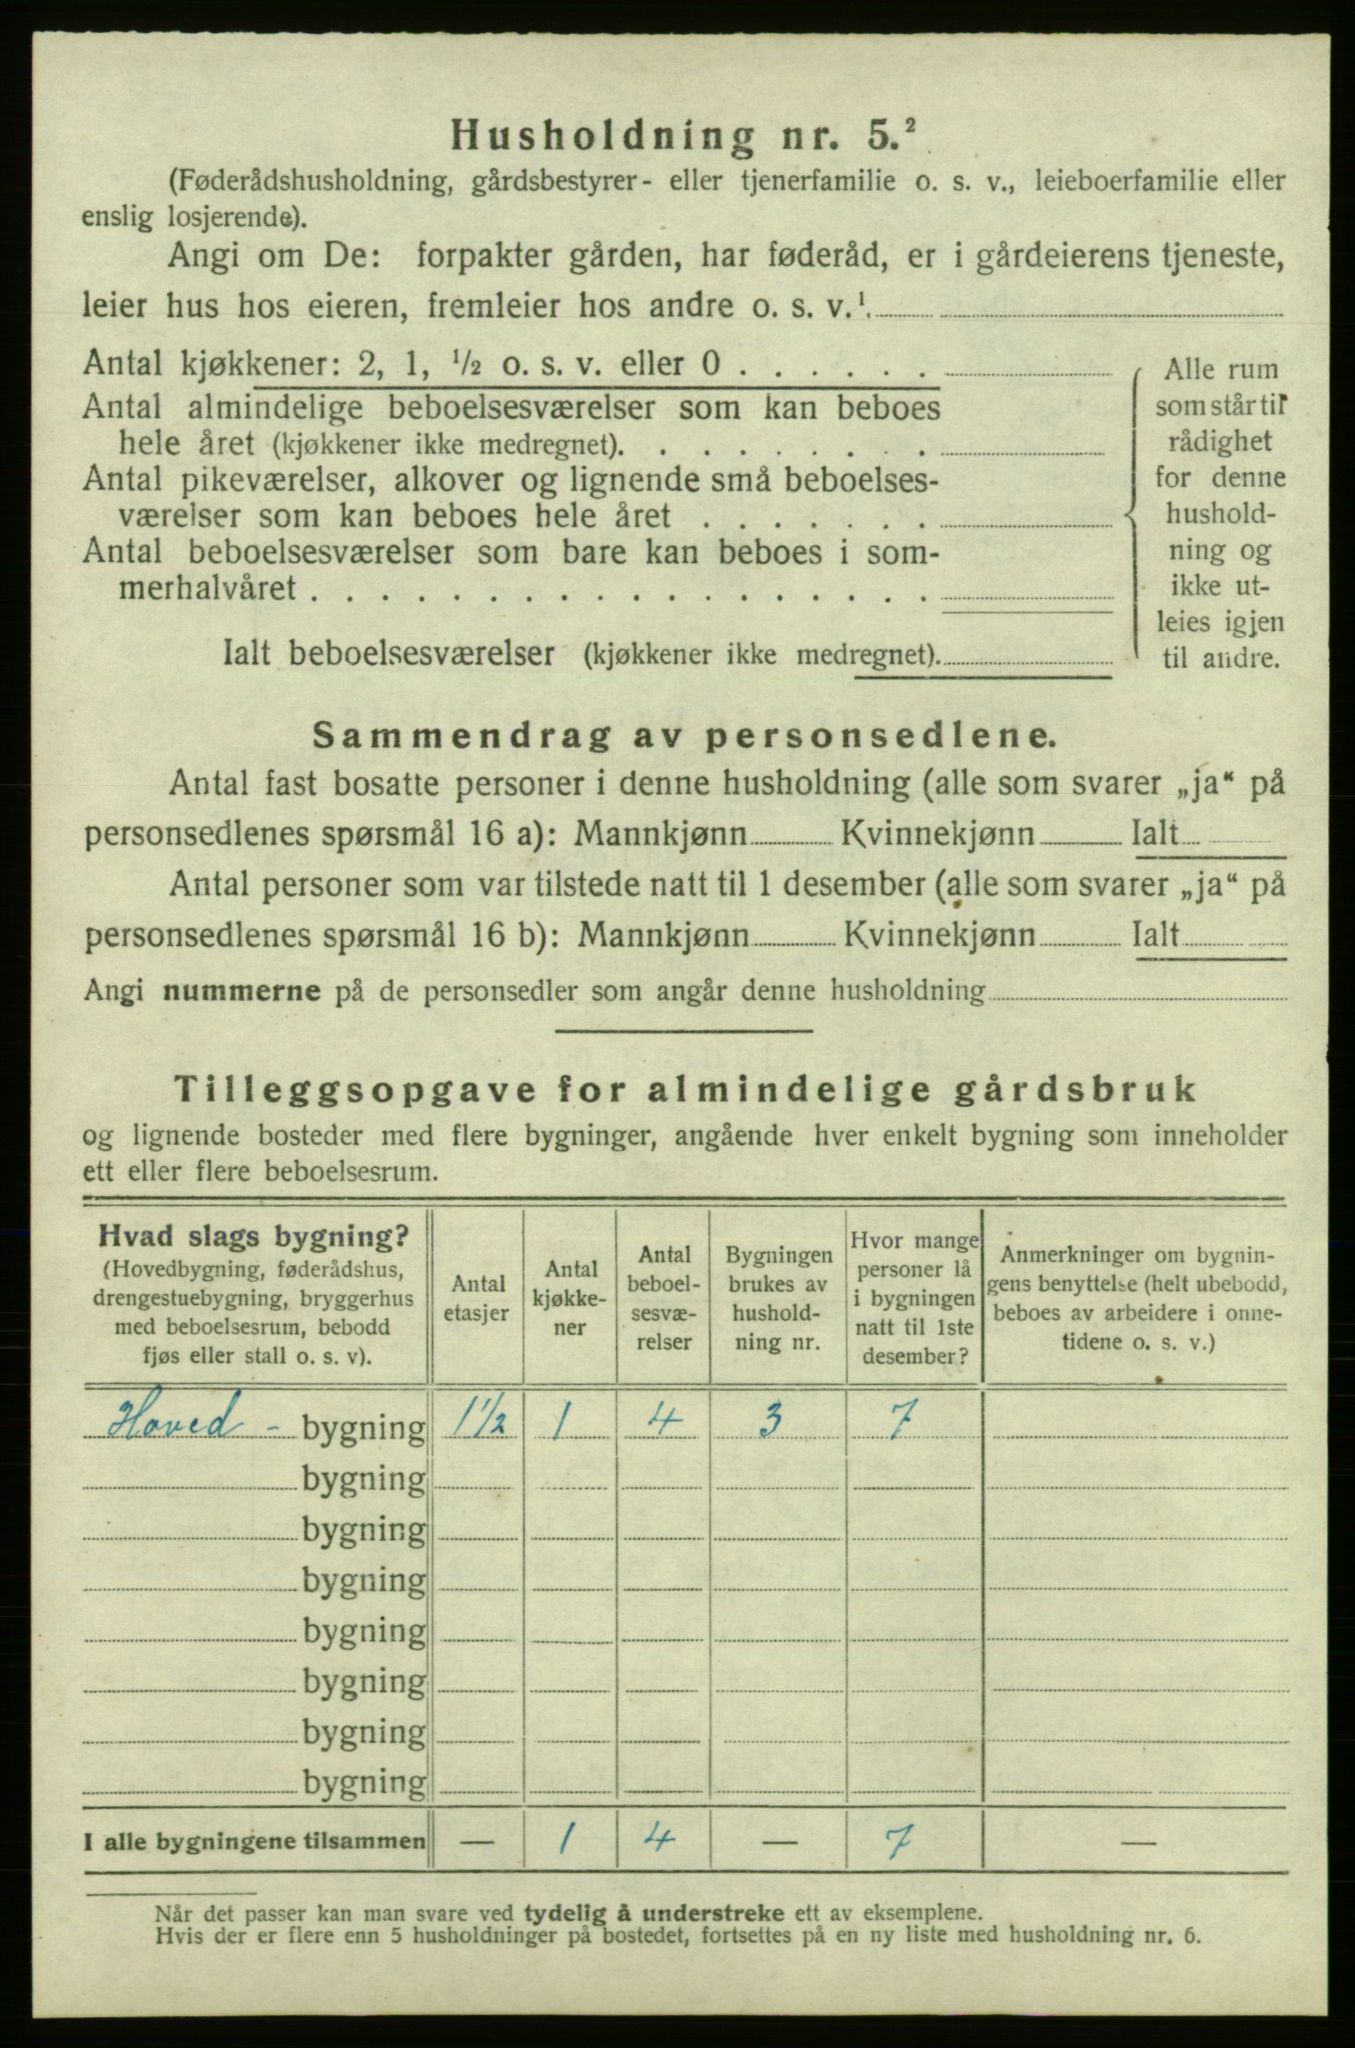 Husholdning nr. 5.²
(Føderådshusholdning, gårdsbestyrer- eller tjenerfamilie o. s. v., leieboerfamilie eller
enslig losjerende).
Angi om De: forpakter gården, har føderåd, er i gårdeierens tjeneste,
leier hus hos eieren, fremleier hos andre o. s. v.¹
Antal kjøkkener: 2, 1, ½ o. s. v. eller 0 . . . . . .
Antal almindelige beboelsesværelser som kan beboes
hele året (kjøkkener ikke medregnet). . . . . . . . .
Antal pikeværelser, alkover og lignende små beboelses-
værelser som kan beboes hele året . . . . . . .
Antal beboelsesværelser som bare kan beboes i som-
merhalvåret . . . . . . . . . . . . . . . . . .
Ialt beboelsesværelser (kjøkkener ikke medregnet).
Alle rum
som står til
rådighet
for denne
hushold-
ning og
ikke ut-
leies igjen
til andre.
Sammendrag av personsedlene.
Antal fast bosatte personer i denne husholdning (alle som svarer „ja“ på
personsedlenes spørsmål 16 a): Mannkjønn Kvinnekjønn Ialt
Antal personer som var tilstede natt til 1 desember (alle som svarer „ja“ på
personsedlenes spørsmål 16 b): Mannkjønn Kvinnekjønn Ialt
Angi nummerne på de personsedler som angår denne husholdning
Tilleggsopgave for almindelige gårdsbruk
og lignende bosteder med flere bygninger, angående hver enkelt bygning som inneholder
ett eller flere beboelsesrum.
Hvad slags bygning?
(Hovedbygning, føderådshus,
drengestuebygning, bryggerhus
med beboelsesrum, bebodd
fjøs eller stall o. s. v).
Antal
etasjer
Antal
kjøkke-
ner
Antal
beboel-
sesvæ-
relser
Bygningen
brukes av
hushold-
ning nr.
Hvor mange
personer lå
i bygningen
natt til 1ste
desember?
Anmerkninger om bygnin-
gens benyttelse (helt ubebodd,
beboes av arbeidere i onne-
tidene o. s. v.)
Hoved - bygning 1½ 1 4 3 7
bygning
bygning
bygning
bygning
bygning
bygning
bygning
I alle bygningene tilsammen — 1 4 — 7 —
Når det passer kan man svare ved tydelig å understreke ett av eksemplene.
Hvis der er flere enn 5 husholdninger på bostedet, fortsettes på en ny liste med husholdning nr. 6.